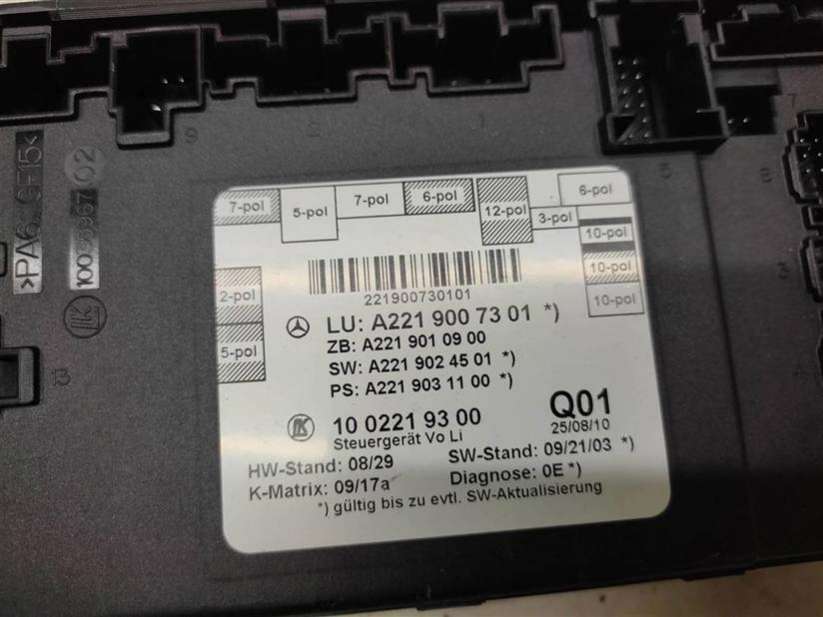 9
7-pol
5-pol
7-pol
6-pol
12-pol
3-pol
6-pol
10-pol
10-pol
10-pol
2-pol
5-pol
221900730101
LU: A221 900 73 01 *)
ZB: A221 901 09 00
SW: A221 902 45 01 *)
PS: A221 903 11 00 *)
10 0221 93 00
Q01
Steuergerät Vo Li
25/08/10
HW-Stand: 08/29
SW-Stand: 09/21/03 *)
K-Matrix: 09/17a
Diagnose: 0E *)
*) gültig bis zu evtl. SW-Aktualisierung
13